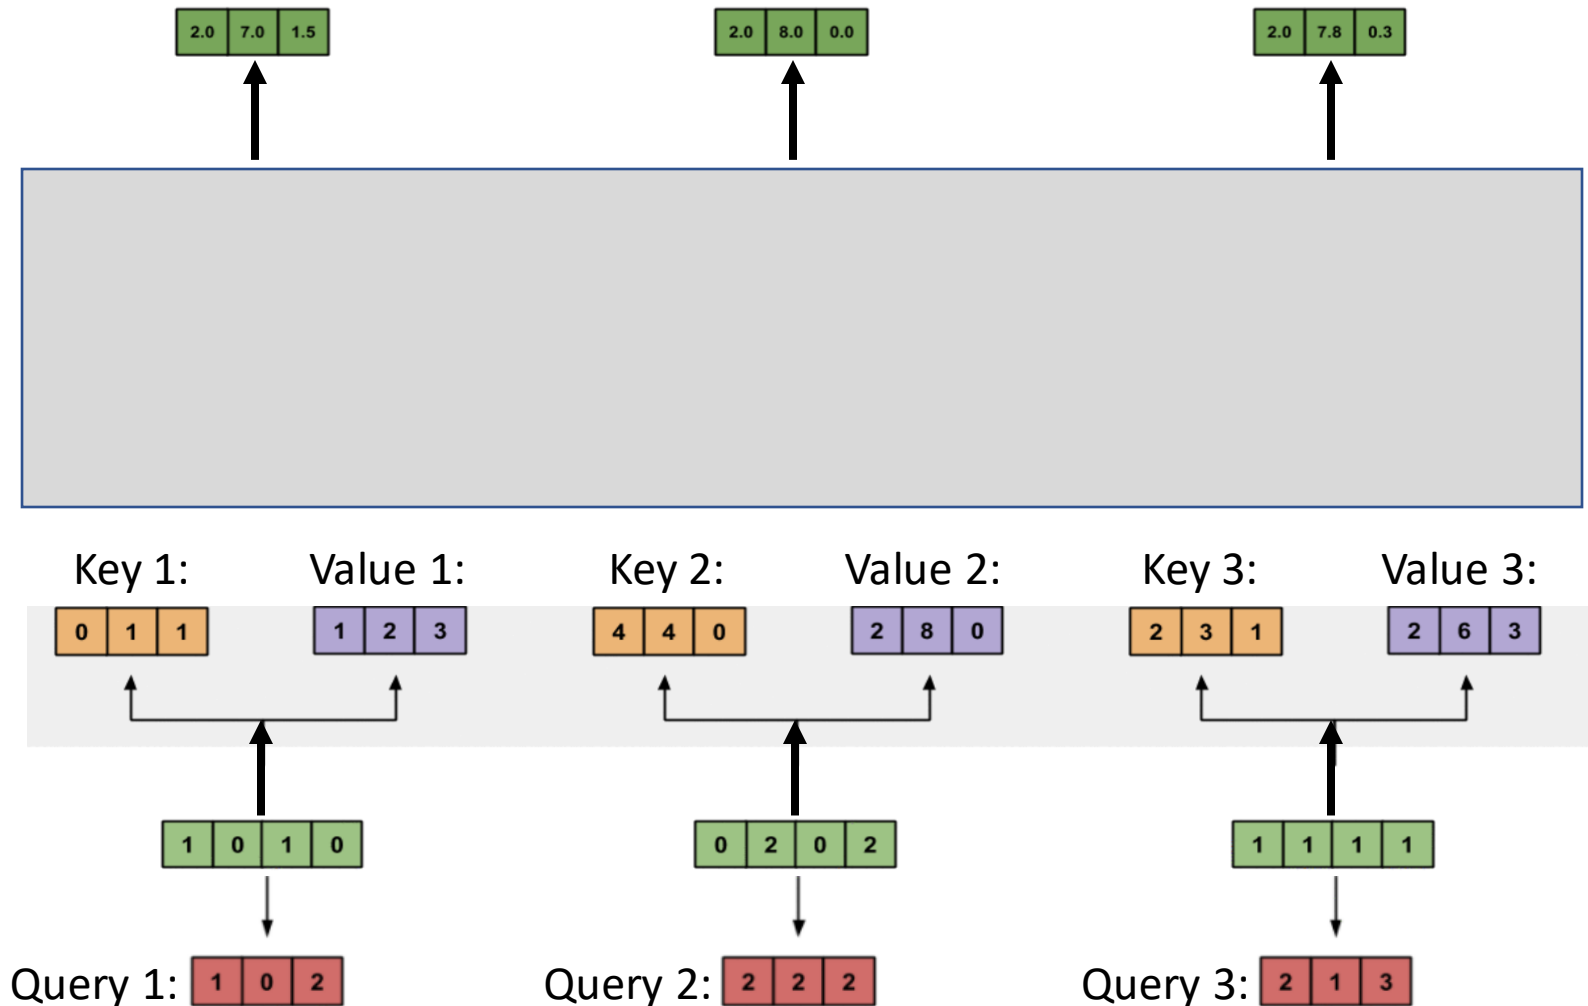 2.0 7.0 1.5 2.0 8.0 0.0 2.0 7.8 0.3
Key 1: Value 1: Key 2: Value 2: Key 3: Value 3:
0 1 1 1 2 3 4 4 0 2 8 0 2 3 1 2 6 3
1 0 1 0 0 2 0 2 1 1 1 1
Query 1: 1 0 2 Query 2: 2 2 2 Query 3: 2 1 3